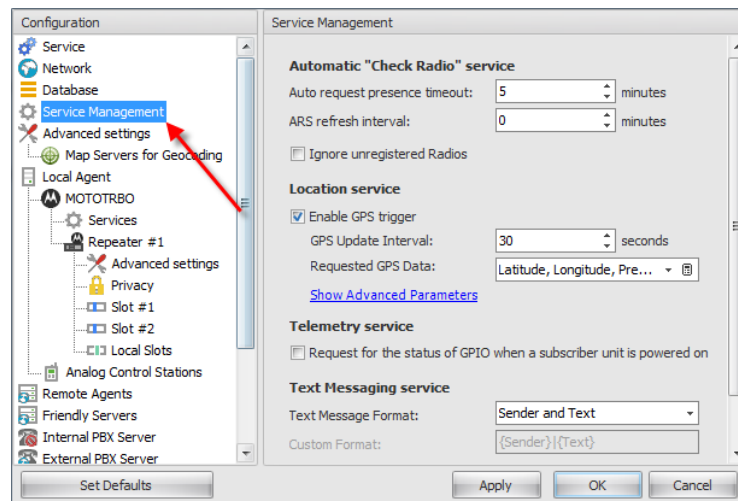 Configuration
Service
Network
Database
Service Management
Advanced settings
Map Servers for Geocoding
Local Agent
MOTOTRBO
Services
Repeater #1
Advanced settings
Privacy
Slot #1
Slot #2
Local Slots
Analog Control Stations
Remote Agents
Friendly Servers
Internal PBX Server
External PBX Server
Set Defaults
Service Management
Automatic "Check Radio" service
Auto request presence timeout: 5 minutes
ARS refresh interval: 0 minutes
Ignore unregistered Radios
Location service
Enable GPS trigger
GPS Update Interval: 30 seconds
Requested GPS Data: Latitude, Longitude, Pre...
Show Advanced Parameters
Telemetry service
Request for the status of GPIO when a subscriber unit is powered on
Text Messaging service
Text Message Format: Sender and Text
Custom Format: {Sender}|{Text}
Apply OK Cancel